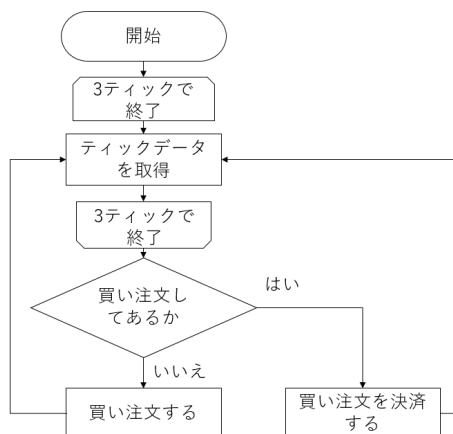 開始
3ティックで
終了
ティックデータ
を取得
3ティックで
終了
買い注文し
てあるか
はい
いいえ
買い注文する
買い注文を決済
する